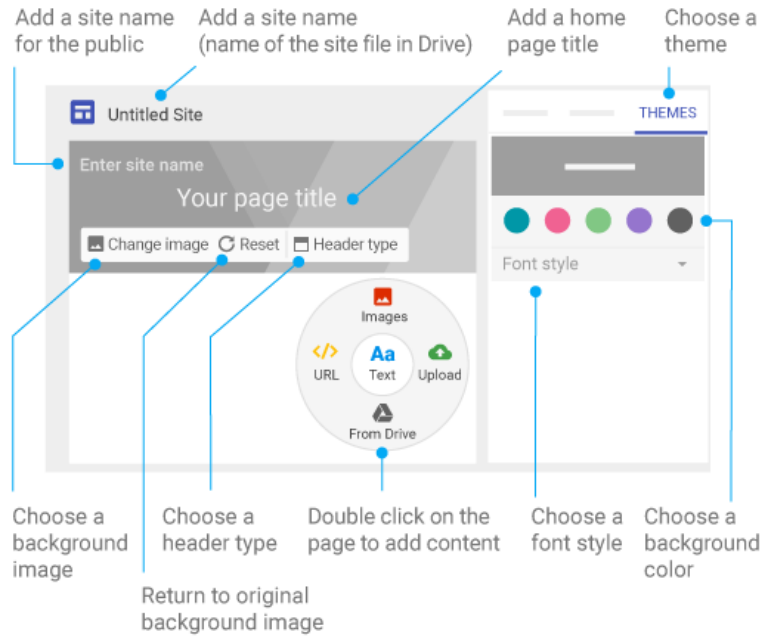 Add a site name
for the public
Add a site name
(name of the site file in Drive)
Add a home
page title
Choose a
theme
Untitled Site
THEMES
Enter site name
Your page title
Change image
Reset
Header type
Font style
Images
</>
URL
Aa
Text
Upload
From Drive
Choose a
background
image
Choose a
header type
Double click on the
page to add content
Choose a
font style
Choose a
background
color
Return to original
background image